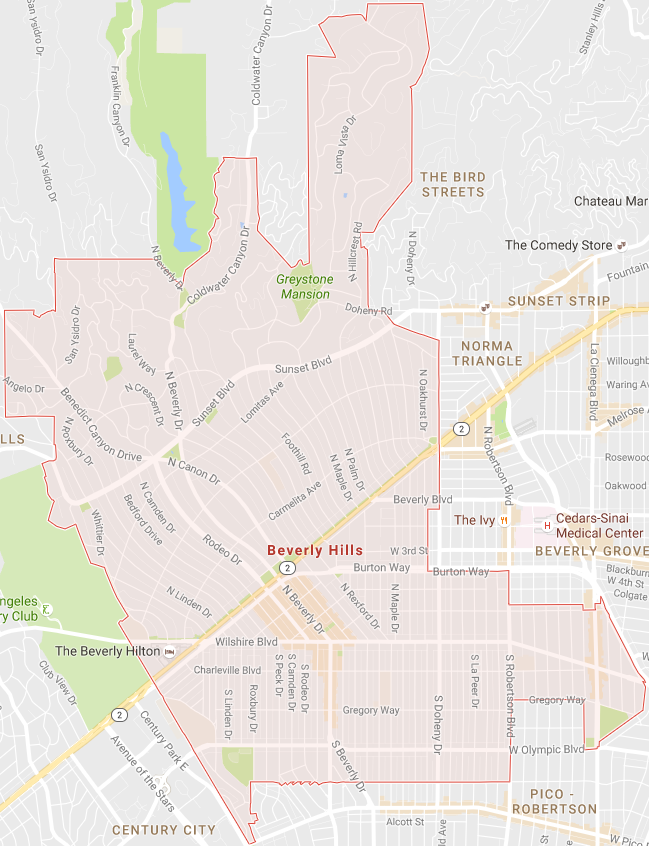 San Ysidro Dr
Coldwater Canyon Dr
Stanley Hills
Franklin Canyon Dr
San Ysidro Dr
Loma Vista Dr
THE BIRD
STREETS
Chateau Mar
The Comedy Store
N Hillcrest Rd
N Doheny Dr
Fountain
N Beverly Dr
Coldwater Canyon Dr
Greystone
Mansion
SUNSET STRIP
Doheny Rd
San Ysidro Dr
Laurel Way
NORMA
TRIANGLE
La Cienega Blvd
Willoughb
Sunset Blvd
Angelo Dr
N Crescent Dr
N Beverly Dr
Sunset Blvd
Lomitas Ave
N Oakhurst Dr
Waring Av
Benedict Canyon Drive
Melrose A
LLS
N Roxbury Dr
2
N Robertson Blvd
Foothill Rd
N Palm Dr
N Maple Dr
Rosewoo
N Canon Dr
Carmelita Ave
Oakwood
N Camden Dr
Bedford Drive
Beverly Blvd
Whittier Dr
The Ivy
H
Cedars-Sinai
Medical Center
Rodeo Dr
Beverly Hills
W 3rd St
BEVERLY GROVE
2
Burton Way
Burton Way
Blackburn
W 4th St
Colgate
N Linden Dr
N Beverly Dr
N Rexford Dr
N Maple Dr
ngeles
ry Club
The Beverly Hilton
Wilshire Blvd
Club View Dr
Charleville Blvd
S Linden Dr
Roxbury Dr
S Peck Dr
S Camden Dr
S Rodeo Dr
S La Peer Dr
S Robertson Blvd
Gregory Way
Gregory Way
2
Century Park E
S Doheny Dr
Avenue of the Stars
S Beverly Dr
W Olympic Blvd
PICO -
ROBERTSON
CENTURY CITY
Alcott St
W Pico